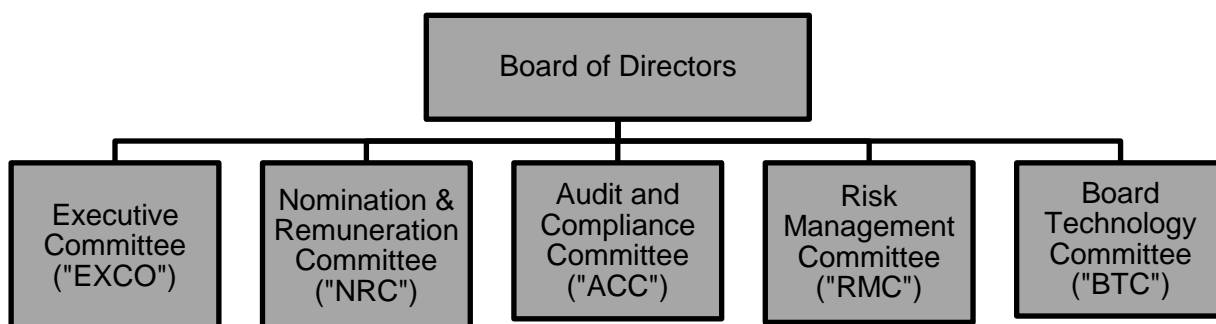 Board of Directors
Executive
Committee
("EXCO")
Nomination &
Remuneration
Committee
("NRC")
Audit and
Compliance
Committee
("ACC")
Risk
Management
Committee
("RMC")
Board
Technology
Committee
("BTC")